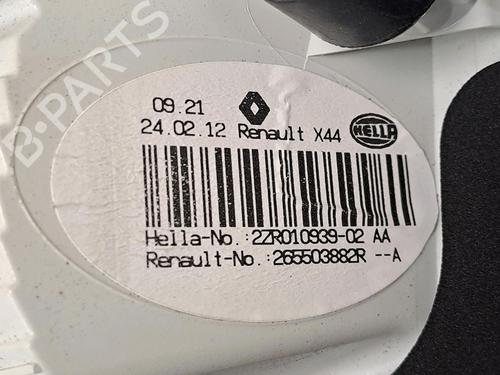 B-PARTS
09.21
24.02.12 Renault X44
HELLA
Hella-No.:2ZR010939-02 AA
Renault-No.:265503882R --A